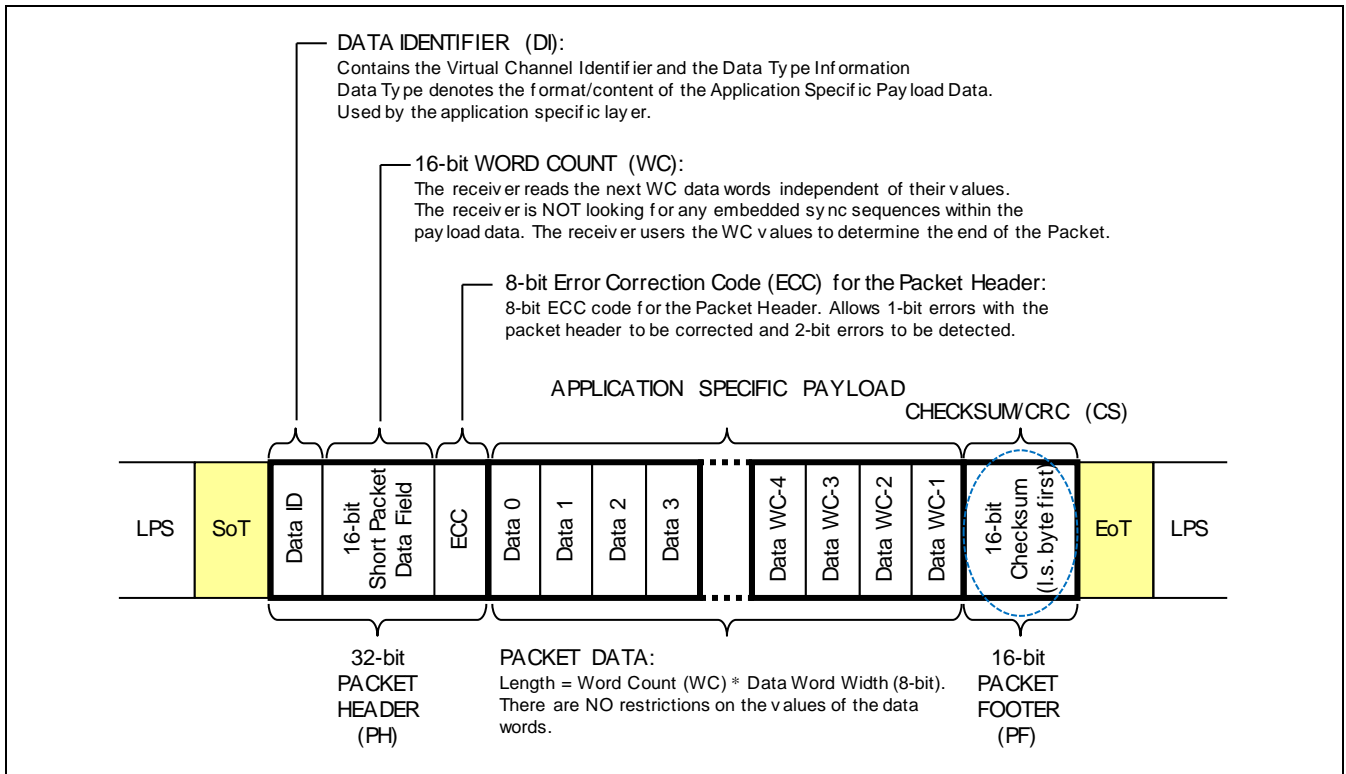 DATA IDENTIFIER (DI):
Contains the Virtual Channel Identifier and the Data Type Information
Data Type denotes the format/content of the Application Specific Payload Data.
Used by the application specific layer.
16-bit WORD COUNT (WC):
The receiver reads the next WC data words independent of their values.
The receiver is NOT looking for any embedded sync sequences within the
payload data. The receiver users the WC values to determine the end of the Packet.
8-bit Error Correction Code (ECC) for the Packet Header:
8-bit ECC code for the Packet Header. Allows 1-bit errors with the
packet header to be corrected and 2-bit errors to be detected.
APPLICATION SPECIFIC PAYLOAD
CHECKSUM/CRC (CS)
LPS
SoT
Data ID
16-bit
Short Packet
Data Field
ECC
Data 0
Data 1
Data 2
Data 3
Data WC-4
Data WC-3
Data WC-2
Data WC-1
16-bit
Checksum
(l.s. byte first)
EoT
LPS
32-bit
PACKET
HEADER
(PH)
PACKET DATA:
Length = Word Count (WC) * Data Word Width (8-bit).
There are NO restrictions on the values of the data
words.
16-bit
PACKET
FOOTER
(PF)